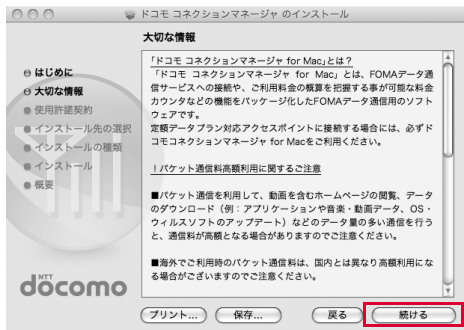 ドコモ コネクションマネージャ のインストール
大切な情報
はじめに
大切な情報
使用許諾契約
インストール先の選択
インストールの種類
インストール
概要
「ドコモ コネクションマネージャ for Mac」とは？
「ドコモ コネクションマネージャ for Mac」とは、FOMAデータ通
信サービスへの接続や、ご利用料金の概算を把握する事が可能な料金
カウンタなどの機能をパッケージ化したFOMAデータ通信用のソフト
ウェアです。
定額データプラン対応アクセスポイントに接続する場合には、必ずド
コモコネクションマネージャ for Macをご利用ください。
！パケット通信料高額利用に関するご注意
■パケット通信を利用して、動画を含むホームページの閲覧、データ
のダウンロード（例：アプリケーションや音楽・動画データ、OS・
ウィルスソフトのアップデート）などのデータ量の多い通信を行う
と、通信料が高額となる場合がありますのでご注意ください。
■海外でご利用時のパケット通信料は、国内とは異なり高額利用にな
る場合がございますのでご注意ください。
NTT
döcomo
プリント...
保存...
戻る
続ける